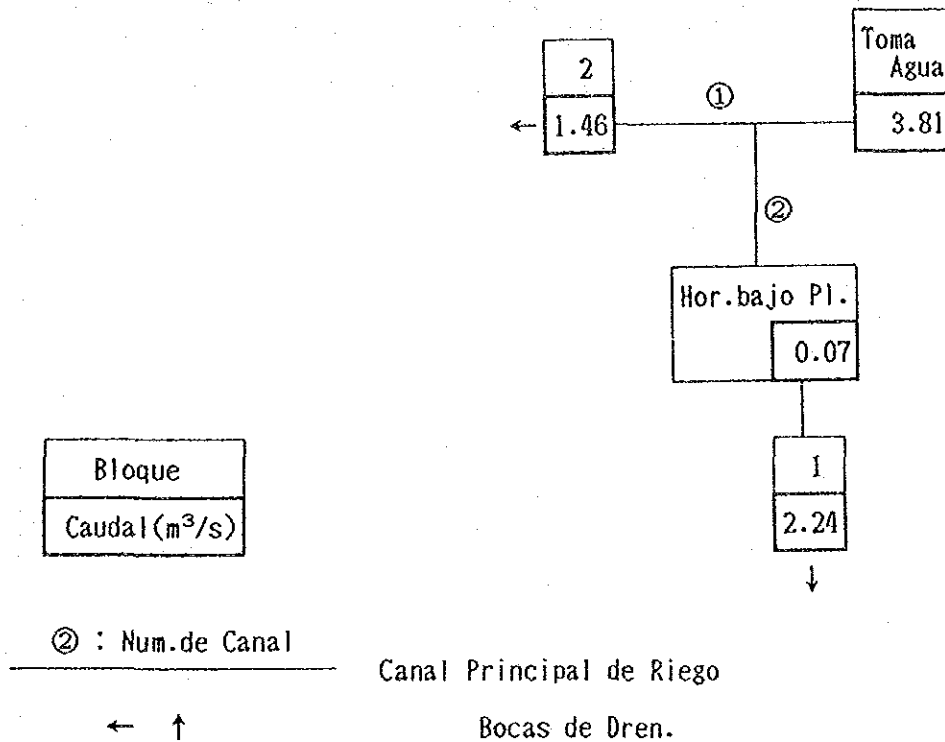 Toma
Agua
3.81
2
1.46
①
←
②
Hor.bajo Pl.
0.07
1
2.24
↓
Bloque
Caudal(m³/s)
② : Num.de Canal
Canal Principal de Riego
← ↑ Bocas de Dren.